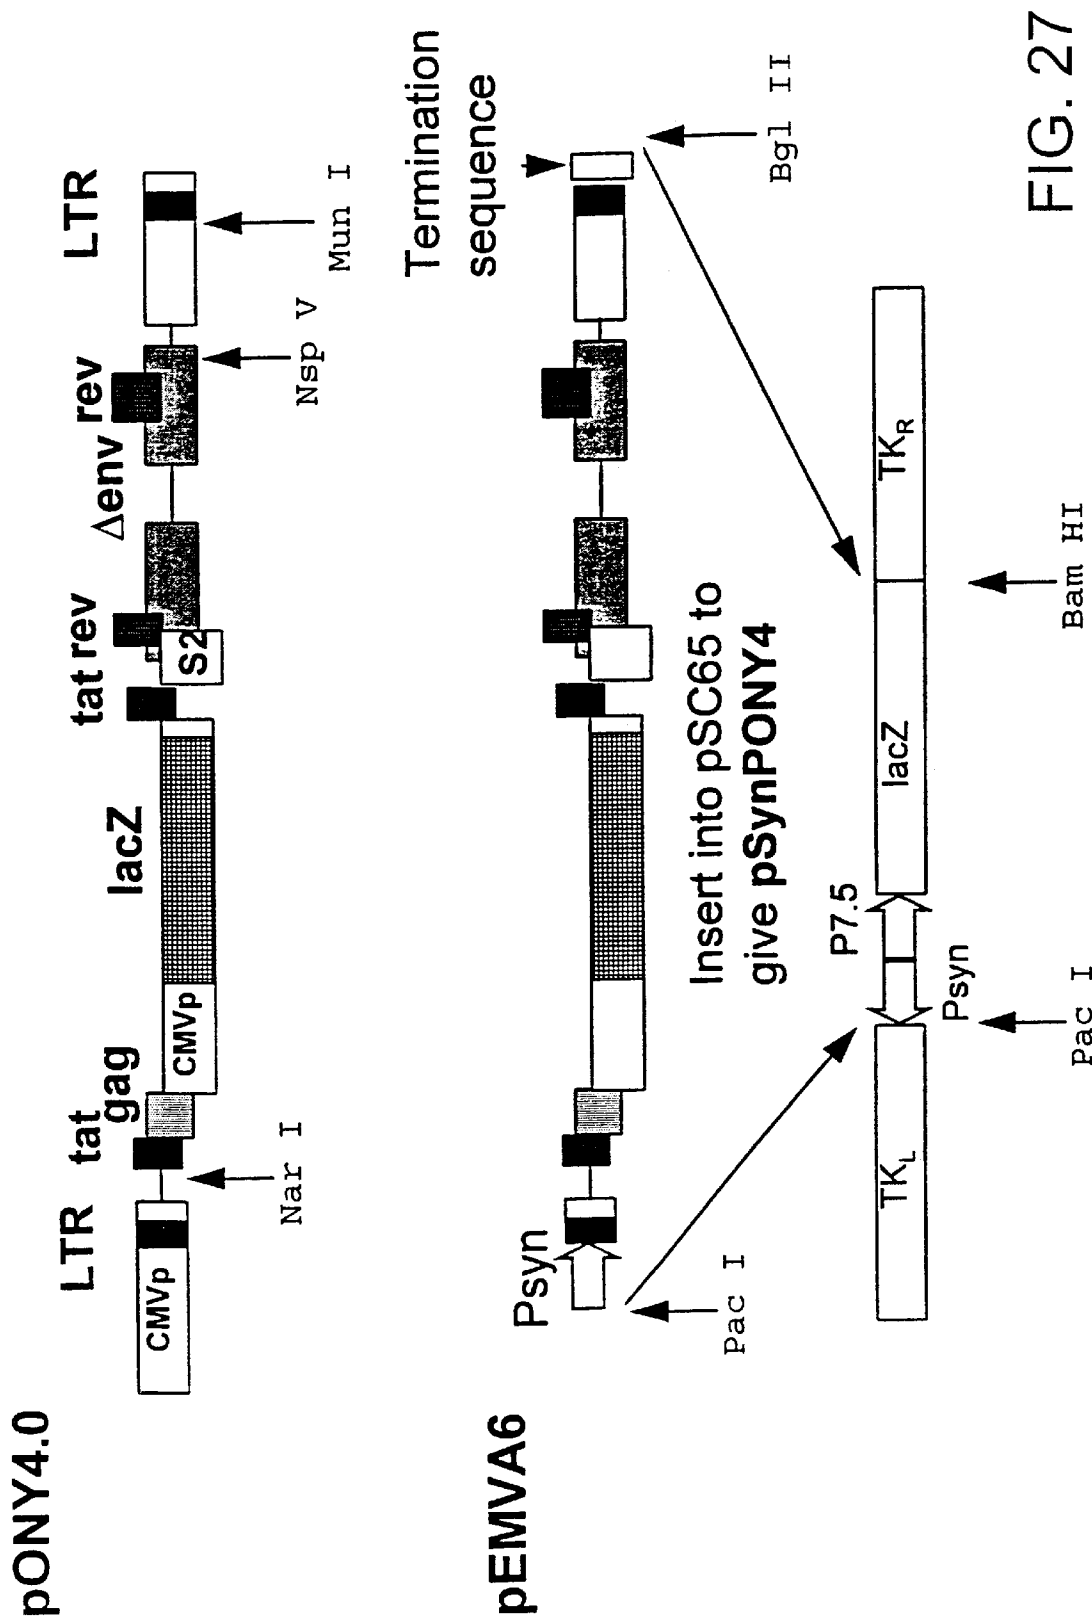 pONY4.0
LTR
tat
gag
lacZ
tat rev
Δenv rev
LTR
CMVp
CMVp
S2
Nar I
Nsp V
Mun I
pEMVA6
Psyn
Termination
sequence
Pac I
Bgl II
Insert into pSC65 to
give pSynPONY4
TKL
Psyn
P7.5
lacZ
TKR
Pac I
Bam HI
FIG. 27